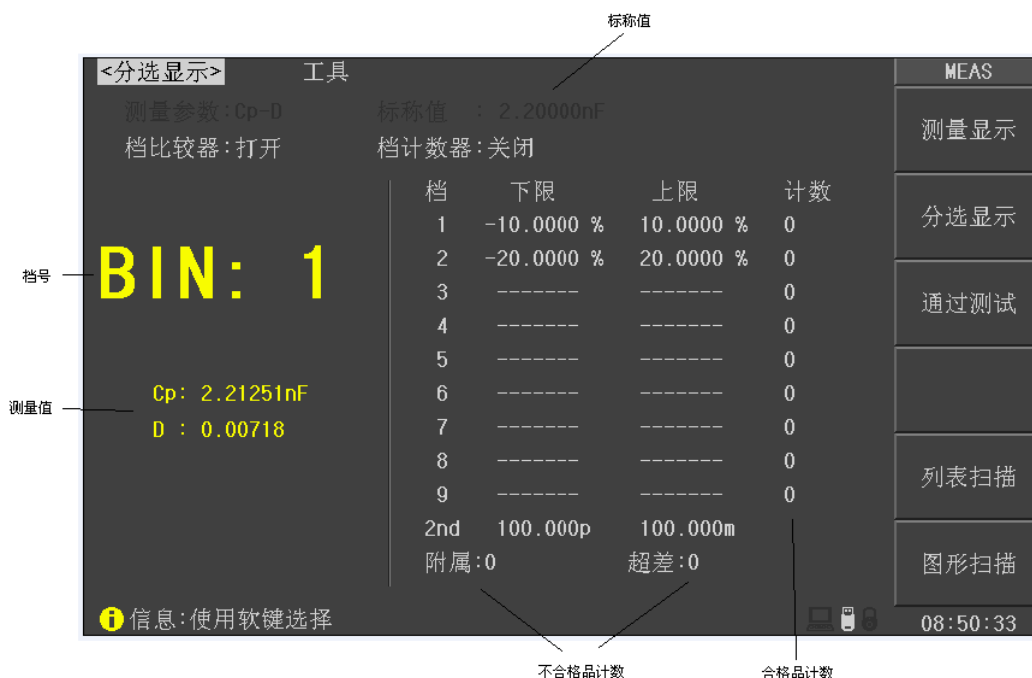 标称值
<分选显示> 工具 MEAS
测量参数:Cp-D 标称值 : 2.20000nF
档比较器:打开 档计数器:关闭
测量显示
档 下限 上限 计数
1 -10.0000 % 10.0000 % 0
分选显示
2 -20.0000 % 20.0000 % 0
档号
BIN: 1
3 ------- ------- 0
通过测试
4 ------- ------- 0
5 ------- ------- 0
Cp: 2.21251nF
6 ------- ------- 0
测量值
D : 0.00718
7 ------- ------- 0
8 ------- ------- 0
列表扫描
9 ------- ------- 0
2nd 100.000p 100.000m
附属:0 超差:0
图形扫描
i 信息:使用软键选择 08:50:33
不合格品计数 合格品计数